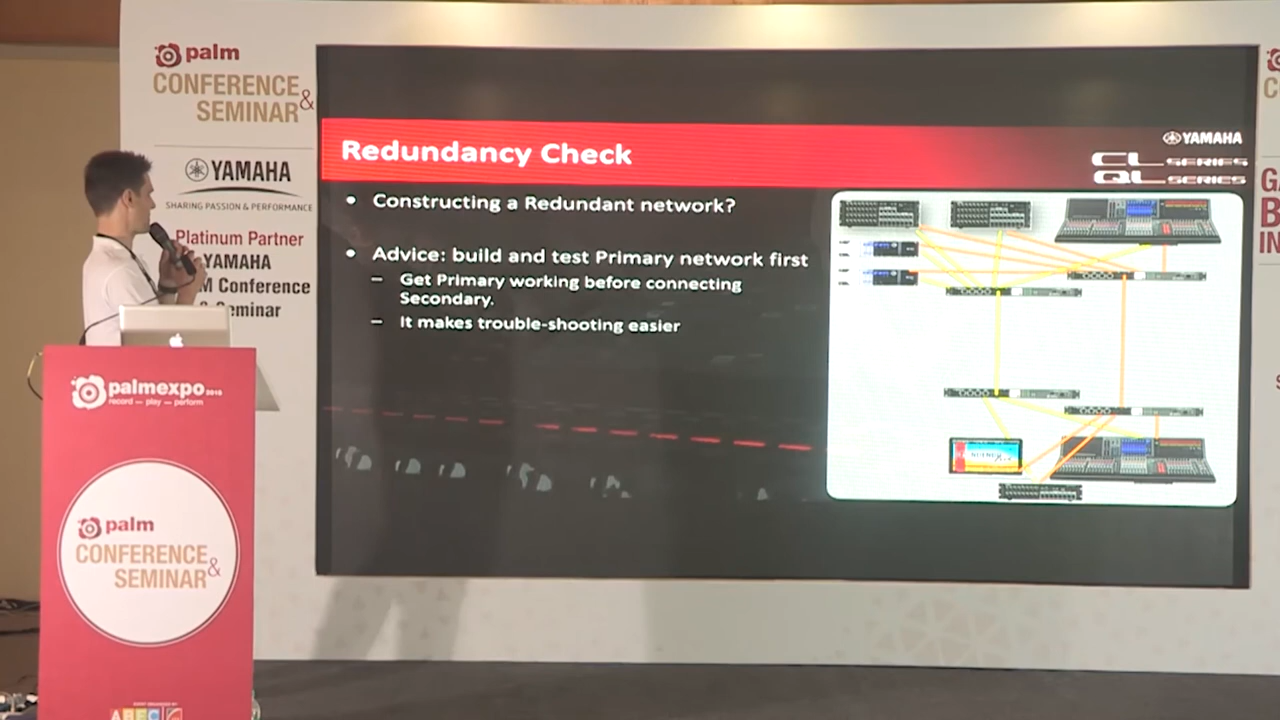 palm
CONFERENCE
& SEMINAR
YAMAHA
SHARING PASSION & PERFORMANCE
Platinum Partner
YAMAHA
M Conference
eminar
Redundancy Check
YAMAHA
CL SERIES
QL SERIES
• Constructing a Redundant network?
• Advice: build and test Primary network first
– Get Primary working before connecting
Secondary.
– It makes trouble-shooting easier
palmexpo
record — play — perform
palm
CONFERENCE
& SEMINAR